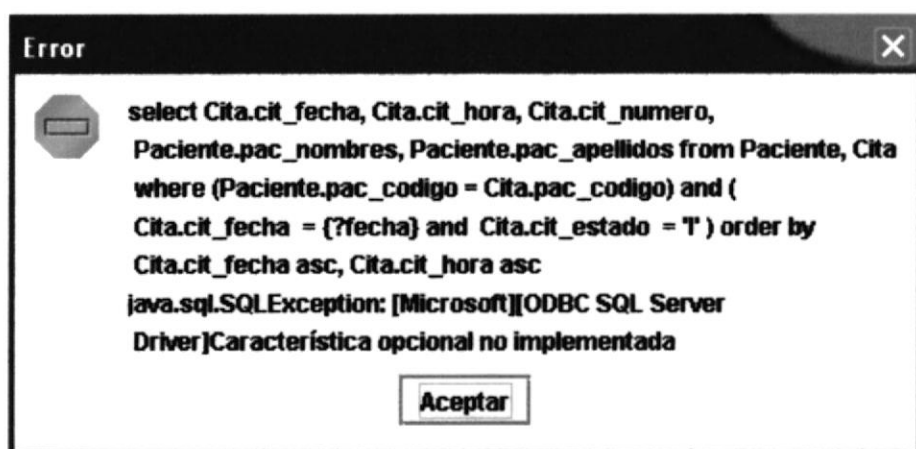 Error
select Cita.cit_fecha, Cita.cit_hora, Cita.cit_numero,
Paciente.pac_nombres, Paciente.pac_apellidos from Paciente, Cita
where (Paciente.pac_codigo = Cita.pac_codigo) and (
Cita.cit_fecha = {?fecha} and Cita.cit_estado = 'I' ) order by
Cita.cit_fecha asc, Cita.cit_hora asc
java.sql.SQLException: [Microsoft][ODBC SQL Server
Driver]Característica opcional no implementada
Aceptar